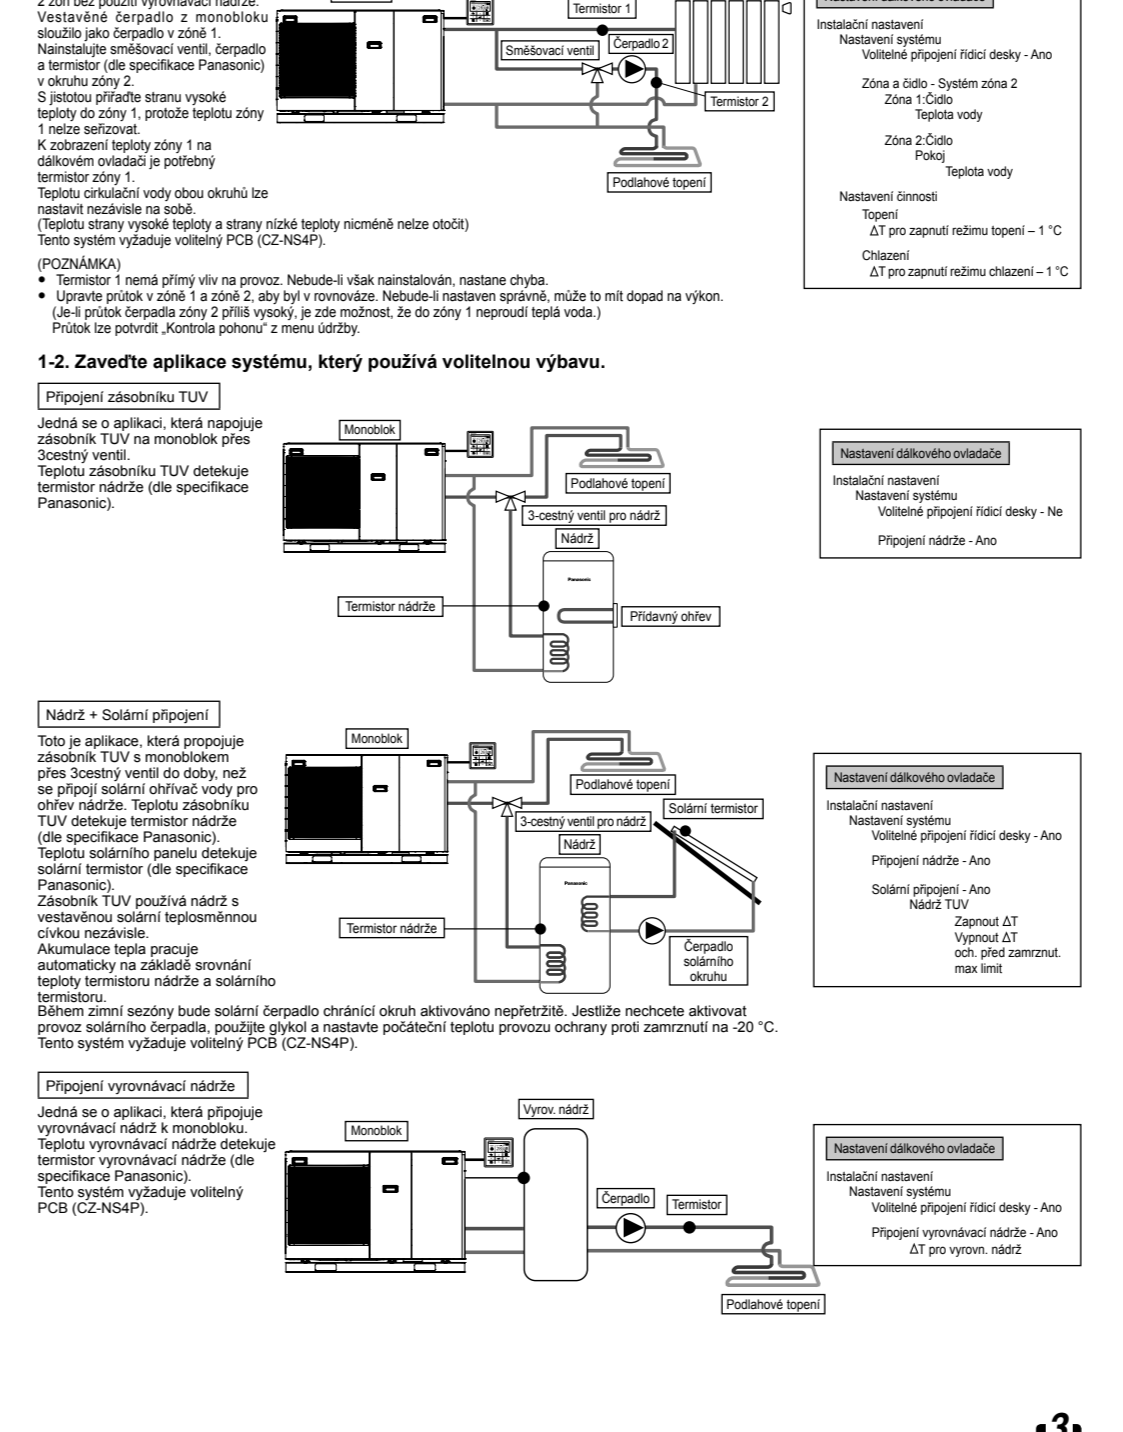 2 zón bez použití vyrovnávací nádrže.
Vestavěné čerpadlo z monobloku
sloužilo jako čerpadlo v zóně 1.
Nainstalujte směšovací ventil, čerpadlo
a termistor (dle specifikace Panasonic)
v okruhu zóny 2.
S jistotou přiřaďte stranu vysoké
teploty do zóny 1, protože teplotu zóny
1 nelze seřizovat.
K zobrazení teploty zóny 1 na
dálkovém ovladači je potřebný
termistor zóny 1.
Teplotu cirkulační vody obou okruhů lze
nastavit nezávisle na sobě.
(Teplotu strany vysoké teploty a strany nízké teploty nicméně nelze otočit)
Tento systém vyžaduje volitelný PCB (CZ-NS4P).
Termistor 1
Směšovací ventil
Čerpadlo 2
Termistor 2
Podlahové topení
Nastavení dálkového ovladače
Instalační nastavení
Nastavení systému
Volitelné připojení řídicí desky - Ano
Zóna a čidlo - Systém zóna 2
Zóna 1:Čidlo
Teplota vody
Zóna 2:Čidlo
Pokoj
Teplota vody
Nastavení činnosti
Topení
ΔT pro zapnutí režimu topení – 1 °C
Chlazení
ΔT pro zapnutí režimu chlazení – 1 °C
(POZNÁMKA)
• Termistor 1 nemá přímý vliv na provoz. Nebude-li však nainstalován, nastane chyba.
• Upravte průtok v zóně 1 a zóně 2, aby byl v rovnováze. Nebude-li nastaven správně, může to mít dopad na výkon.
(Je-li průtok čerpadla zóny 2 příliš vysoký, je zde možnost, že do zóny 1 neproudí teplá voda.)
Průtok lze potvrdit „Kontrola pohonu“ z menu údržby.
1-2. Zaveďte aplikace systému, který používá volitelnou výbavu.
Připojení zásobníku TUV
Jedná se o aplikaci, která napojuje
zásobník TUV na monoblok přes
3cestný ventil.
Teplotu zásobníku TUV detekuje
termistor nádrže (dle specifikace
Panasonic).
Monoblok
Podlahové topení
3-cestný ventil pro nádrž
Nádrž
Panasonic
Termistor nádrže
Přídavný ohřev
Nastavení dálkového ovladače
Instalační nastavení
Nastavení systému
Volitelné připojení řídicí desky - Ne
Připojení nádrže - Ano
Nádrž + Solární připojení
Toto je aplikace, která propojuje
zásobník TUV s monoblokem
přes 3cestný ventil do doby, než
se připojí solární ohřívač vody pro
ohřev nádrže. Teplotu zásobníku
TUV detekuje termistor nádrže
(dle specifikace Panasonic).
Teplotu solárního panelu detekuje
solární termistor (dle specifikace
Panasonic).
Zásobník TUV používá nádrž s
vestavěnou solární teplosměnnou
cívkou nezávisle.
Akumulace tepla pracuje
automaticky na základě srovnání
teploty termistoru nádrže a solárního
termistoru.
Během zimní sezóny bude solární čerpadlo chránící okruh aktivováno nepřetržitě. Jestliže nechcete aktivovat
provoz solárního čerpadla, použijte glykol a nastavte počáteční teplotu provozu ochrany proti zamrznutí na -20 °C.
Tento systém vyžaduje volitelný PCB (CZ-NS4P).
Monoblok
Podlahové topení
Solární termistor
3-cestný ventil pro nádrž
Nádrž
Panasonic
Termistor nádrže
Čerpadlo
solárního
okruhu
Nastavení dálkového ovladače
Instalační nastavení
Nastavení systému
Volitelné připojení řídicí desky - Ano
Připojení nádrže - Ano
Solární připojení - Ano
Nádrž TUV
Zapnout ΔT
Vypnout ΔT
och. před zamrznut.
max limit
Připojení vyrovnávací nádrže
Jedná se o aplikaci, která připojuje
vyrovnávací nádrž k monobloku.
Teplotu vyrovnávací nádrže detekuje
termistor vyrovnávací nádrže (dle
specifikace Panasonic).
Tento systém vyžaduje volitelný
PCB (CZ-NS4P).
Monoblok
Vyrov. nádrž
Čerpadlo
Termistor
Podlahové topení
Nastavení dálkového ovladače
Instalační nastavení
Nastavení systému
Volitelné připojení řídicí desky - Ano
Připojení vyrovnávací nádrže - Ano
ΔT pro vyrovn. nádrž
3